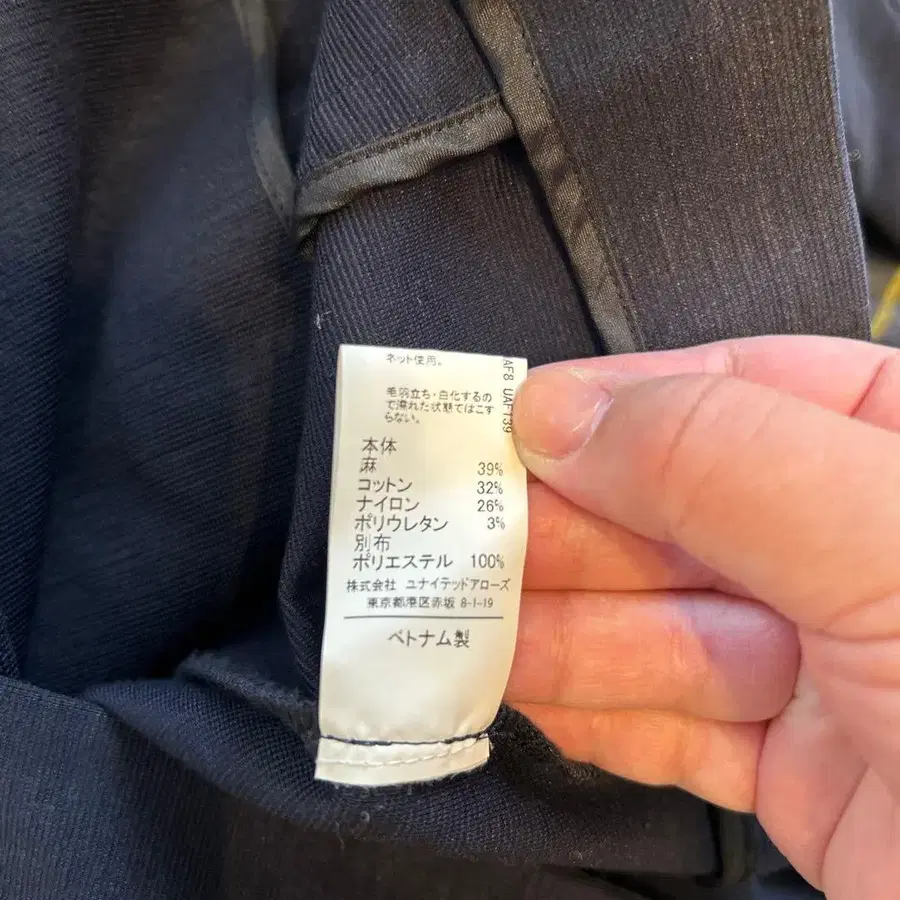 ネット使用。
毛羽立ち・白化するの
で濡れた状態ではこす
らない。
本体
麻 39%
コットン 32%
ナイロン 26%
ポリウレタン 3%
別布
ポリエステル 100%
株式会社 ユナイテッドアローズ
東京都港区赤坂 8-1-19
ベトナム製